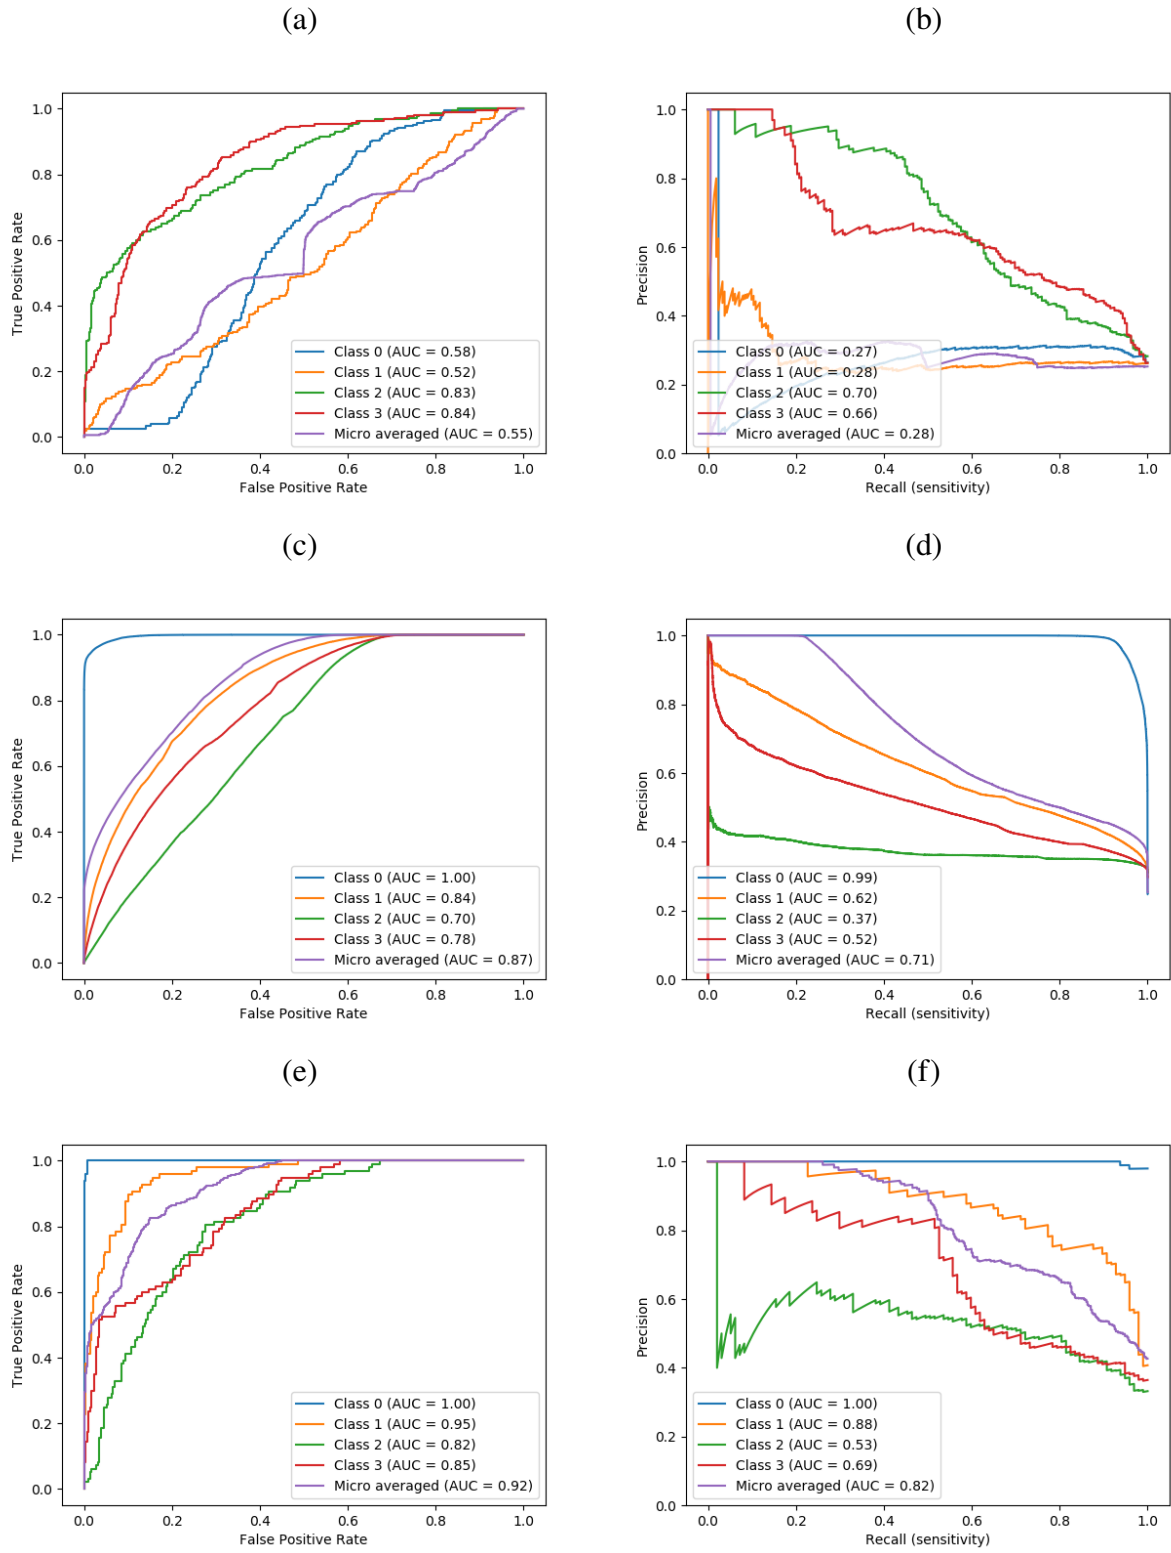 (a)
(b)
1.0
0.8
0.6
0.4
0.2
0.0
True Positive Rate
0.0 0.2 0.4 0.6 0.8 1.0
False Positive Rate
Class 0 (AUC = 0.58)
Class 1 (AUC = 0.52)
Class 2 (AUC = 0.83)
Class 3 (AUC = 0.84)
Micro averaged (AUC = 0.55)
1.0
0.8
0.6
0.4
0.2
0.0
Precision
0.0 0.2 0.4 0.6 0.8 1.0
Recall (sensitivity)
Class 0 (AUC = 0.27)
Class 1 (AUC = 0.28)
Class 2 (AUC = 0.70)
Class 3 (AUC = 0.66)
Micro averaged (AUC = 0.28)
(c)
(d)
1.0
0.8
0.6
0.4
0.2
0.0
True Positive Rate
0.0 0.2 0.4 0.6 0.8 1.0
False Positive Rate
Class 0 (AUC = 1.00)
Class 1 (AUC = 0.84)
Class 2 (AUC = 0.70)
Class 3 (AUC = 0.78)
Micro averaged (AUC = 0.87)
1.0
0.8
0.6
0.4
0.2
0.0
Precision
0.0 0.2 0.4 0.6 0.8 1.0
Recall (sensitivity)
Class 0 (AUC = 0.99)
Class 1 (AUC = 0.62)
Class 2 (AUC = 0.37)
Class 3 (AUC = 0.52)
Micro averaged (AUC = 0.71)
(e)
(f)
1.0
0.8
0.6
0.4
0.2
0.0
True Positive Rate
0.0 0.2 0.4 0.6 0.8 1.0
False Positive Rate
Class 0 (AUC = 1.00)
Class 1 (AUC = 0.95)
Class 2 (AUC = 0.82)
Class 3 (AUC = 0.85)
Micro averaged (AUC = 0.92)
1.0
0.8
0.6
0.4
0.2
0.0
Precision
0.0 0.2 0.4 0.6 0.8 1.0
Recall (sensitivity)
Class 0 (AUC = 1.00)
Class 1 (AUC = 0.88)
Class 2 (AUC = 0.53)
Class 3 (AUC = 0.69)
Micro averaged (AUC = 0.82)